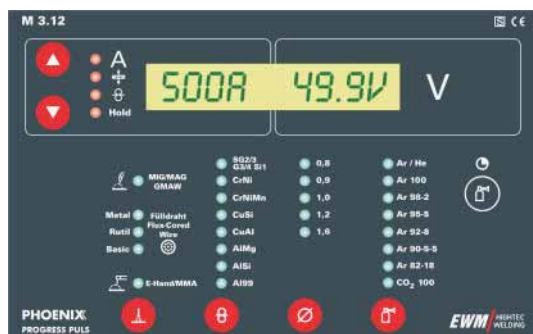 M 3.12
S CE
A
Hold
500A 49.9V
V
MIG/MAG
GMAW
Metal
Rutil
Basic
Fülldraht
Flux-Cored
Wire
E-Hand/MMA
SG2/3
G3/4 Si1
CrNi
CrNiMn
CuSi
CuAl
AlMg
AlSi
Al99
0,8
0,9
1,0
1,2
1,6
Ar / He
Ar 100
Ar 98-2
Ar 95-5
Ar 92-8
Ar 90-5-5
Ar 82-18
CO₂ 100
PHOENIX
PROGRESS PULS
EWM HIGHTEC
WELDING